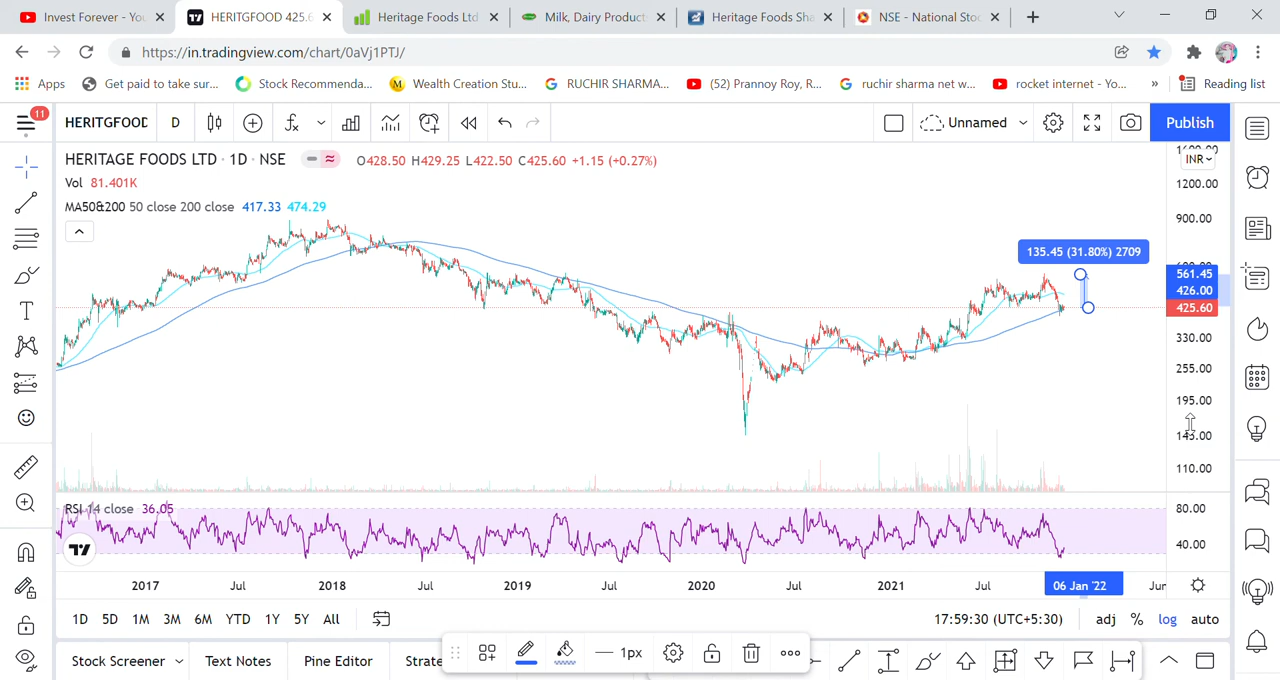 Invest Forever - Yo
HERITGFOOD 425.6
Heritage Foods Ltd
Milk, Dairy Product
Heritage Foods Sha
NSE - National Stoc
https://in.tradingview.com/chart/0aVj1PTJ/
Apps
Get paid to take sur...
Stock Recommenda...
Wealth Creation Stu...
RUCHIR SHARMA...
(52) Prannoy Roy, R...
ruchir sharma net w...
rocket internet - Yo...
»
Reading list
11
HERITGFOOD
D
Unnamed
Publish
HERITAGE FOODS LTD · 1D · NSE
O428.50 H429.25 L422.50 C425.60 +1.15 (+0.27%)
INR
Vol 81.401K
1200.00
MA50&200 50 close 200 close 417.33 474.29
900.00
135.45 (31.80%) 2709
561.45
426.00
425.60
330.00
255.00
195.00
145.00
110.00
RSI 14 close 36.05
80.00
40.00
2017 Jul 2018 Jul 2019 Jul 2020 Jul 2021 Jul 06 Jan '22 Jun
1D 5D 1M 3M 6M YTD 1Y 5Y All
17:59:30 (UTC+5:30)
adj % log auto
Stock Screener
Text Notes
Pine Editor
Strate
1px